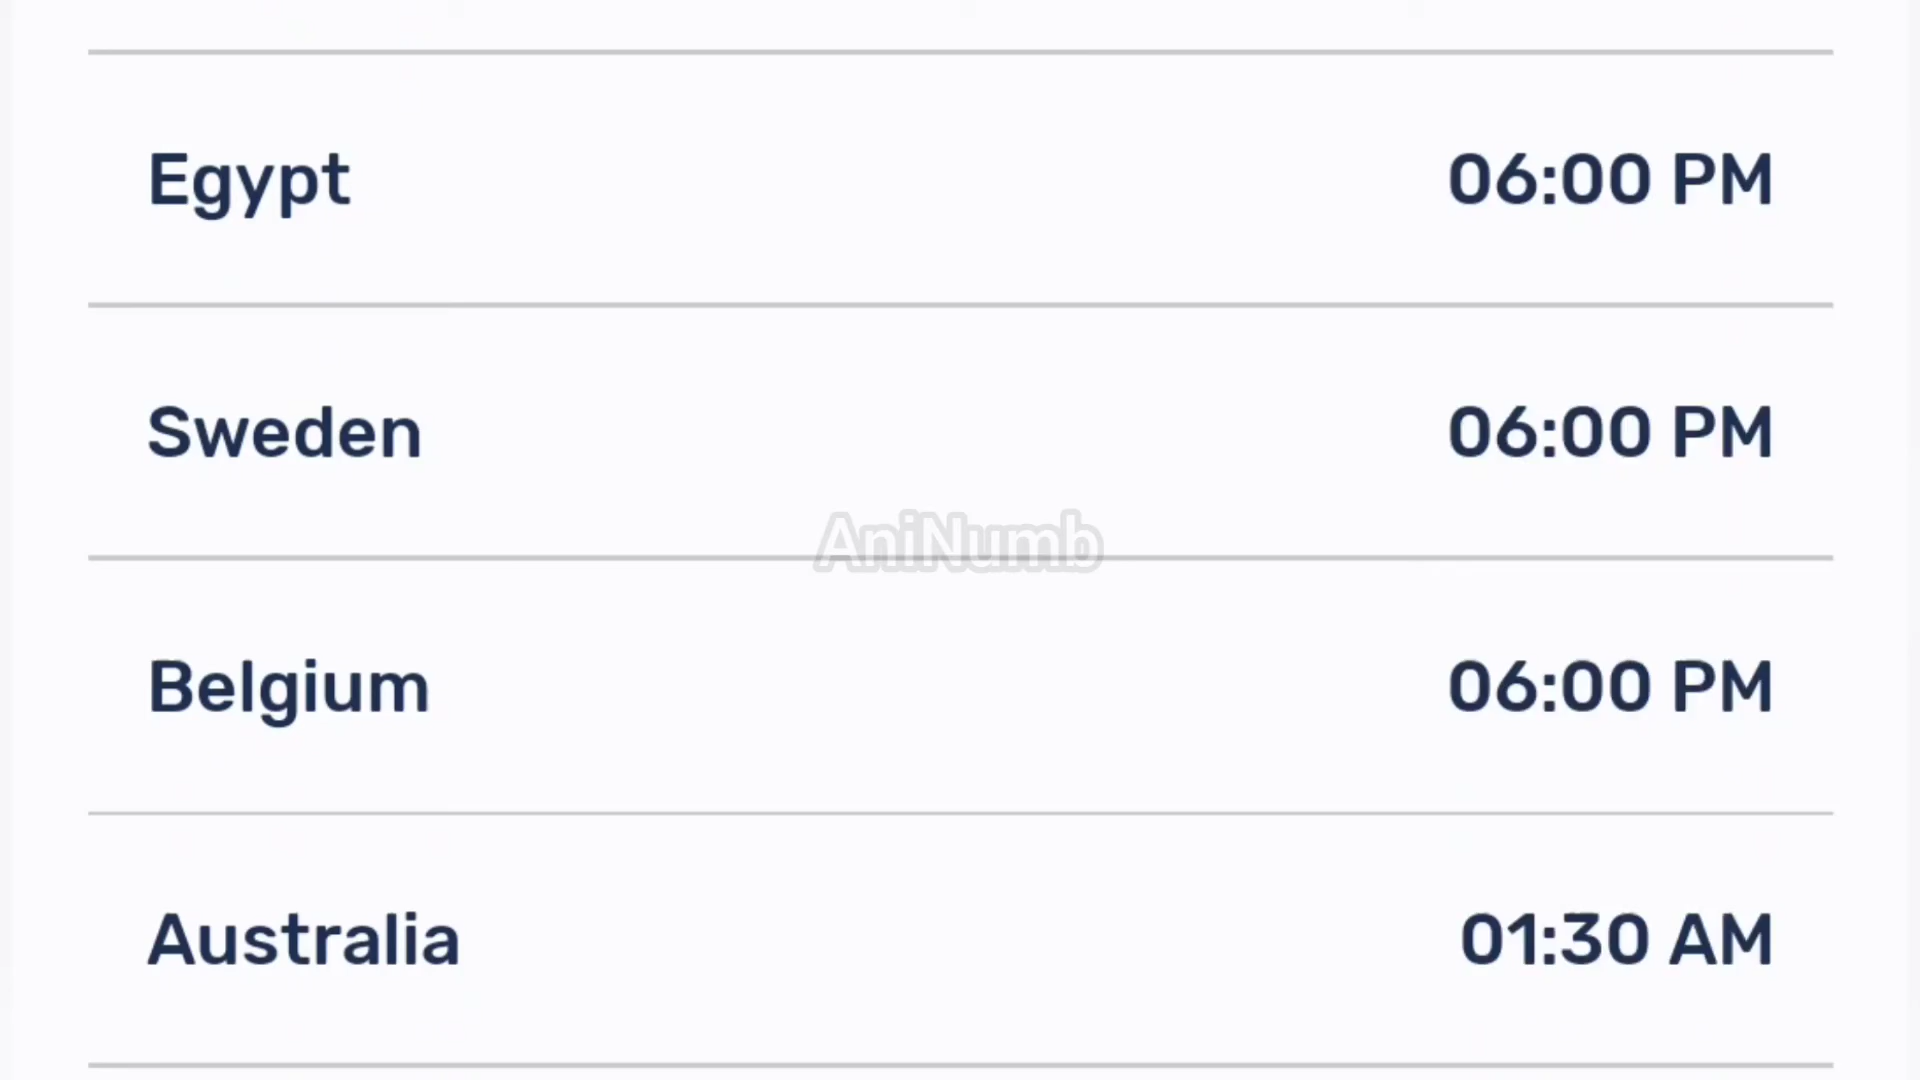 Egypt 06:00 PM
Sweden 06:00 PM
AniNumb
Belgium 06:00 PM
Australia 01:30 AM